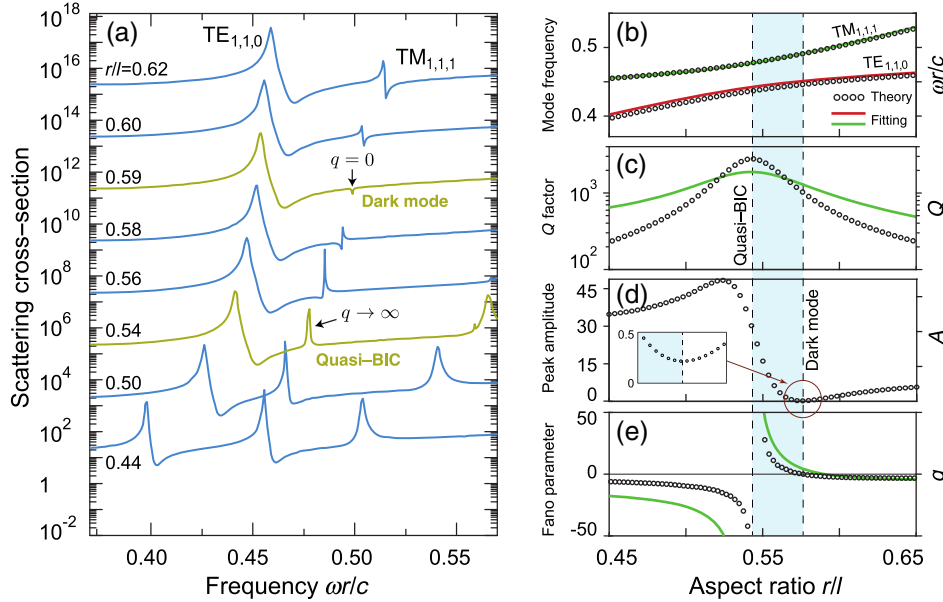 (a)
TE1,1,0
TM1,1,1
r/l=0.62
0.60
0.59
q = 0
Dark mode
0.58
0.56
q → ∞
0.54
Quasi–BIC
0.50
0.44
Scattering cross–section
10^18
10^16
10^14
10^12
10^10
10^8
10^6
10^4
10^2
1
10^-2
0.40
0.45
0.50
0.55
Frequency ωr/c
(b)
TM1,1,1
TE1,1,0
Theory
Fitting
Mode frequency
0.5
0.4
ωr/c
(c)
Q factor
10^3
10^2
Quasi–BIC
Q
(d)
Peak amplitude
45
30
15
0
0.5
0
Dark mode
A
(e)
Fano parameter
50
0
-50
q
0.45
0.55
0.65
Aspect ratio r/l